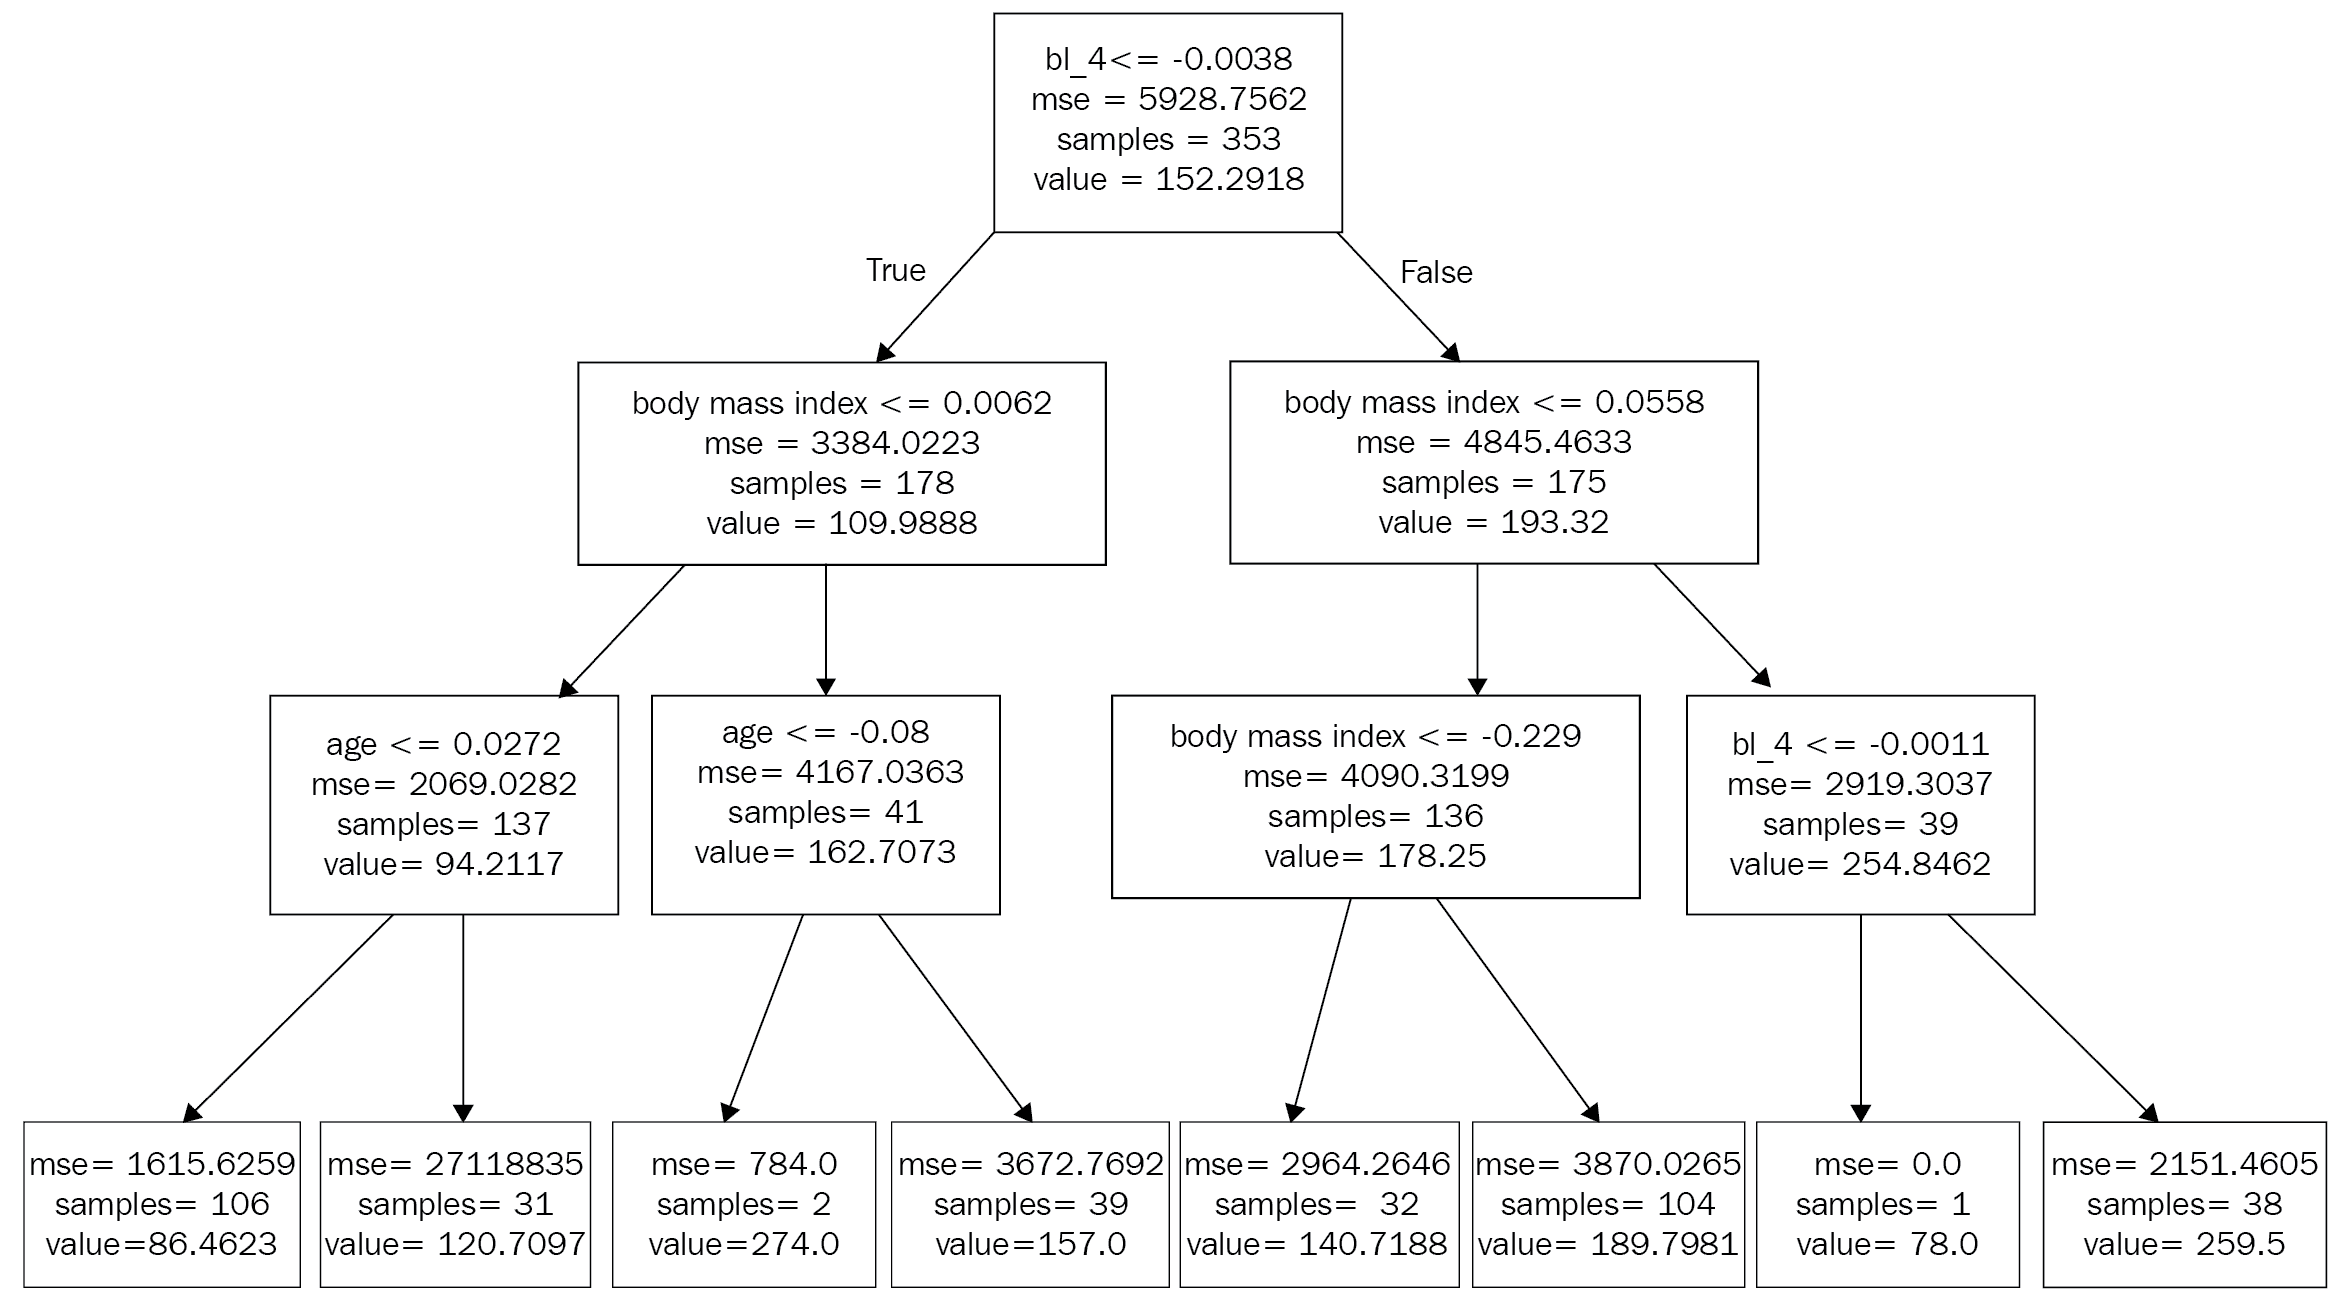 bl_4<= -0.0038
mse = 5928.7562
samples = 353
value = 152.2918
True
False
body mass index <= 0.0062
mse = 3384.0223
samples = 178
value = 109.9888
body mass index <= 0.0558
mse = 4845.4633
samples = 175
value = 193.32
age <= 0.0272
mse= 2069.0282
samples= 137
value= 94.2117
age <= -0.08
mse= 4167.0363
samples= 41
value= 162.7073
body mass index <= -0.229
mse= 4090.3199
samples= 136
value= 178.25
bl_4 <= -0.0011
mse= 2919.3037
samples= 39
value= 254.8462
mse= 1615.6259
samples= 106
value=86.4623
mse= 27118835
samples= 31
value= 120.7097
mse= 784.0
samples= 2
value=274.0
mse= 3672.7692
samples= 39
value=157.0
mse= 2964.2646
samples=  32
value= 140.7188
mse= 3870.0265
samples= 104
value= 189.7981
mse= 0.0
samples= 1
value= 78.0
mse= 2151.4605
samples= 38
value= 259.5